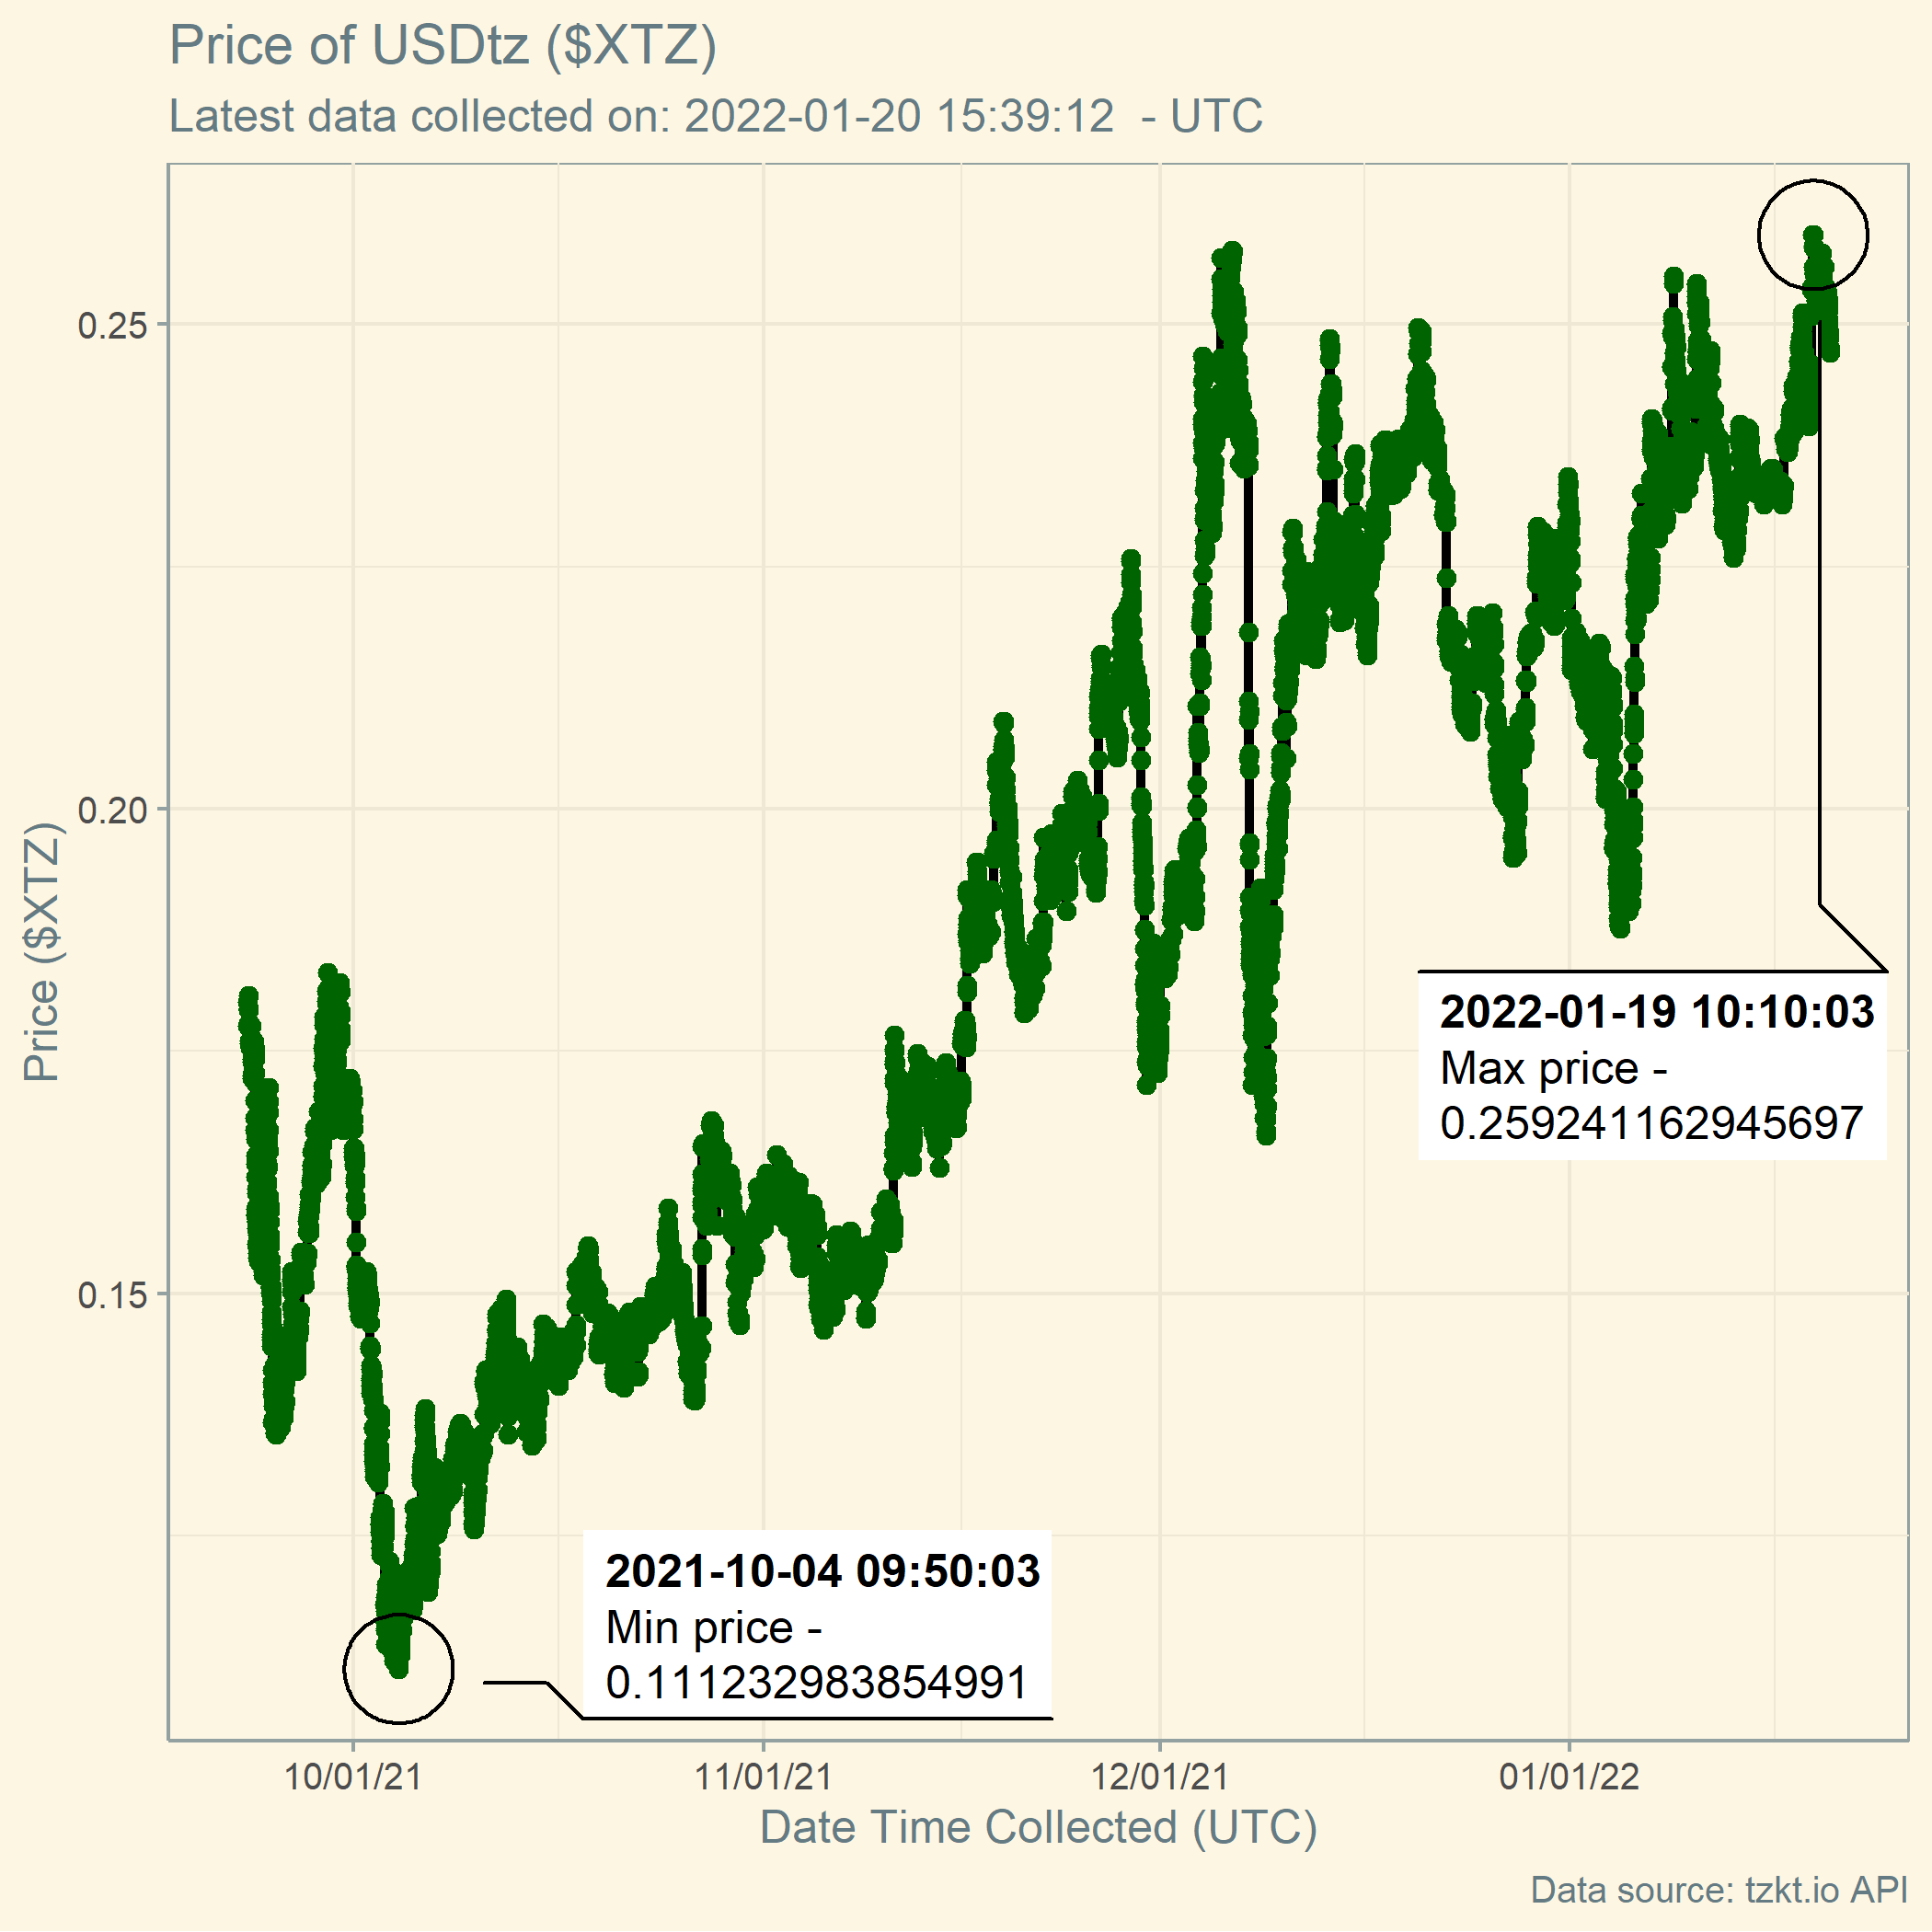 Price of USDtz ($XTZ)
Latest data collected on: 2022-01-20 15:39:12  - UTC
Price ($XTZ)
0.25
0.20
0.15
2022-01-19 10:10:03
Max price -
0.259241162945697
2021-10-04 09:50:03
Min price -
0.111232983854991
10/01/21
11/01/21
12/01/21
01/01/22
Date Time Collected (UTC)
Data source: tzkt.io API